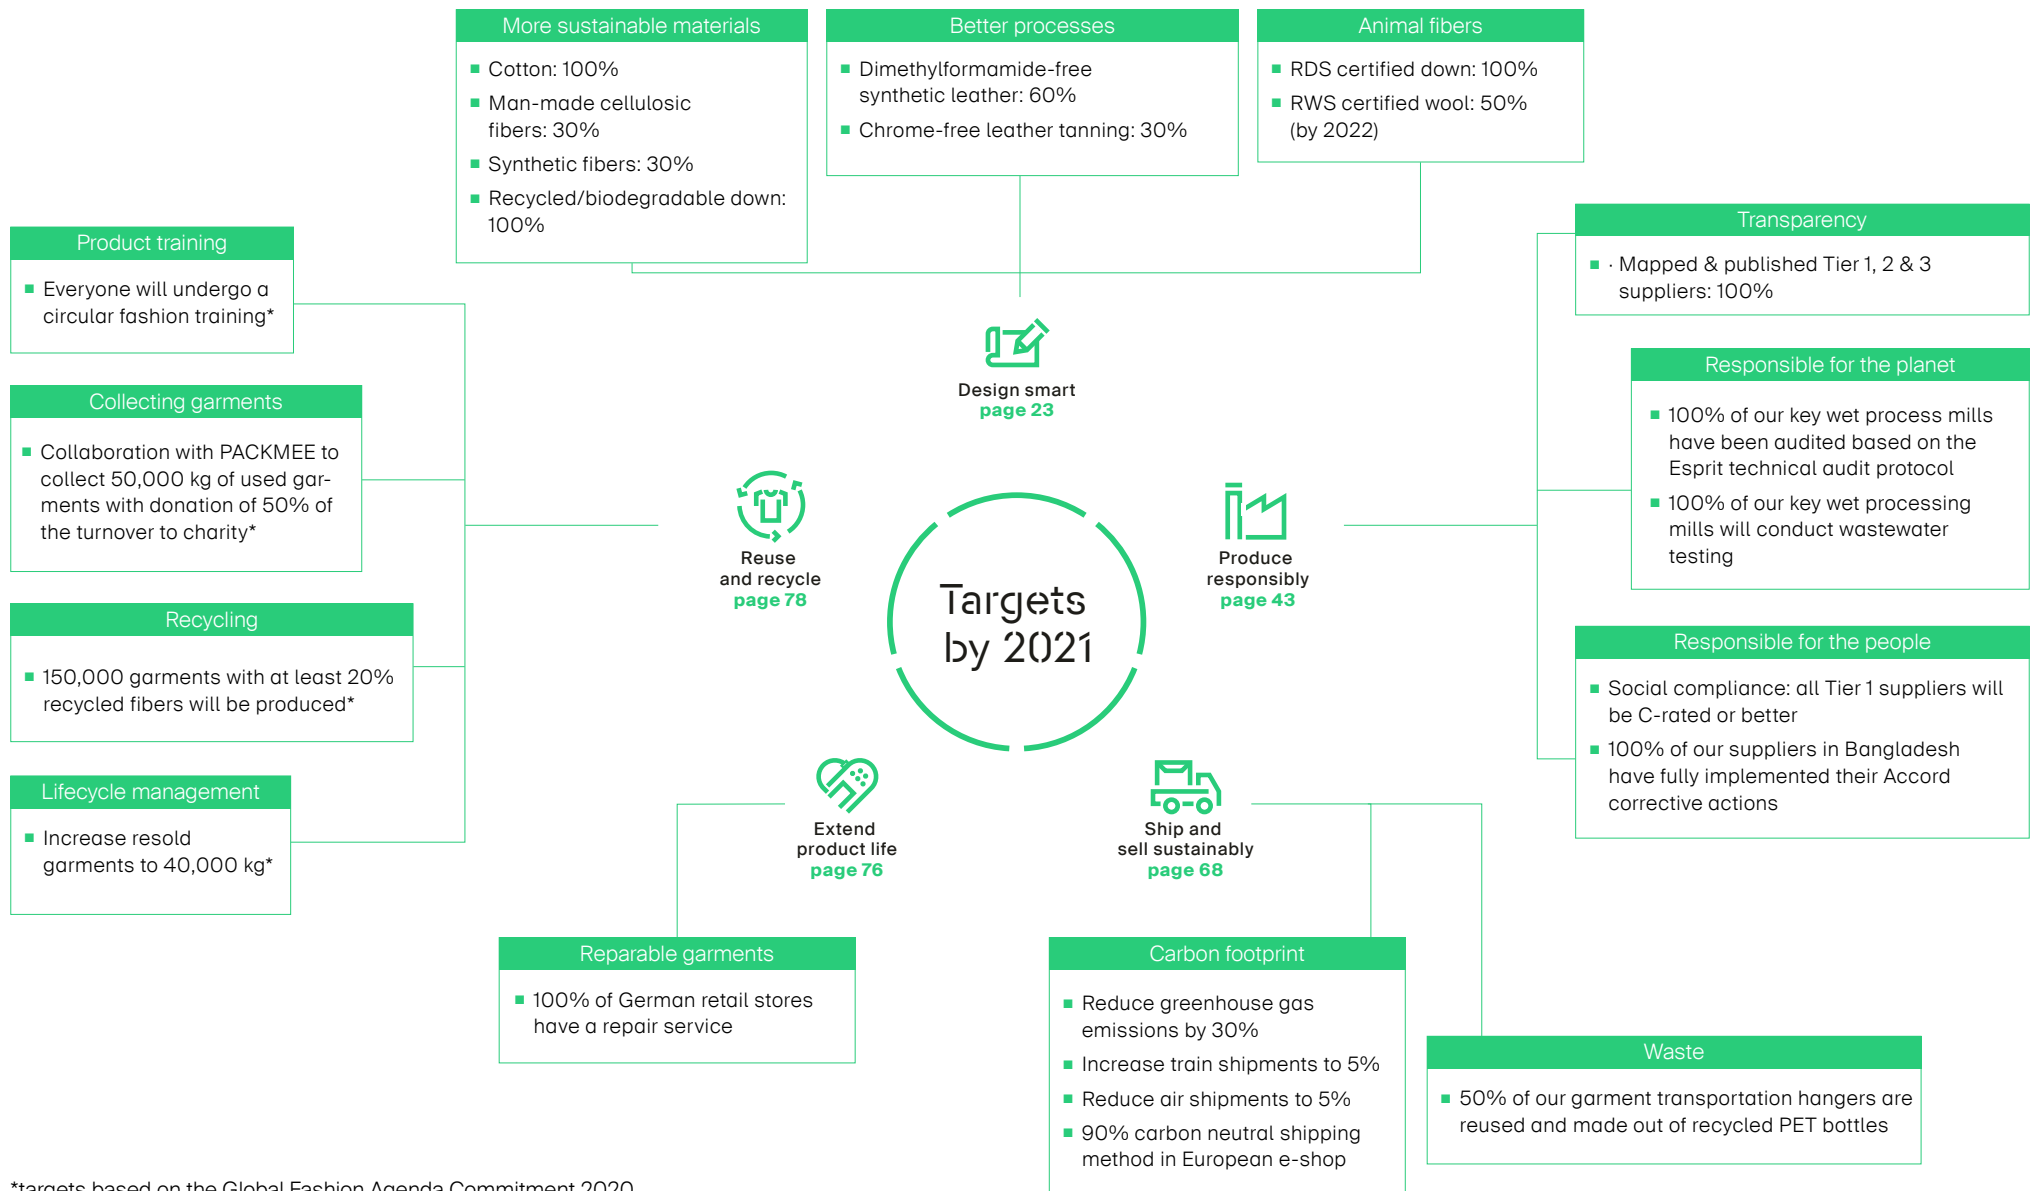 More sustainable materials
Cotton: 100%
Man-made cellulosic
fibers: 30%
Synthetic fibers: 30%
Recycled/biodegradable down:
100%
Better processes
Dimethylformamide-free
synthetic leather: 60%
Chrome-free leather tanning: 30%
Animal fibers
RDS certified down: 100%
RWS certified wool: 50%
(by 2022)
Product training
Everyone will undergo a
circular fashion training*
Collecting garments
Collaboration with PACKMEE to
collect 50,000 kg of used gar-
ments with donation of 50% of
the turnover to charity*
Recycling
150,000 garments with at least 20%
recycled fibers will be produced*
Lifecycle management
Increase resold
garments to 40,000 kg*
Design smart
page 23
Reuse
and recycle
page 78
Targets
by 2021
Produce
responsibly
page 43
Extend
product life
page 76
Ship and
sell sustainably
page 68
Transparency
· Mapped & published Tier 1, 2 & 3
suppliers: 100%
Responsible for the planet
100% of our key wet process mills
have been audited based on the
Esprit technical audit protocol
100% of our key wet processing
mills will conduct wastewater
testing
Responsible for the people
Social compliance: all Tier 1 suppliers will
be C-rated or better
100% of our suppliers in Bangladesh
have fully implemented their Accord
corrective actions
Reparable garments
100% of German retail stores
have a repair service
Carbon footprint
Reduce greenhouse gas
emissions by 30%
Increase train shipments to 5%
Reduce air shipments to 5%
90% carbon neutral shipping
method in European e-shop
Waste
50% of our garment transportation hangers are
reused and made out of recycled PET bottles
*targets based on the Global Fashion Agenda Commitment 2020